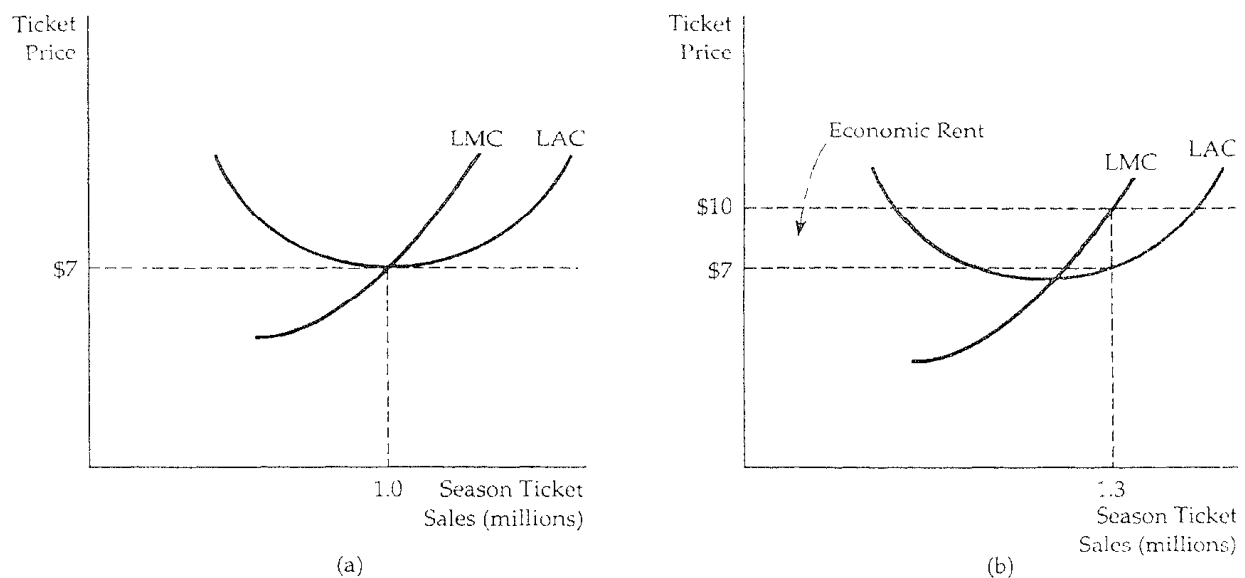 Ticket
Price
LMC
LAC
$7
1.0
Season Ticket
Sales (millions)
(a)
Ticket
Price
Economic Rent
LMC
LAC
$10
$7
1.3
Season Ticket
Sales (millions)
(b)